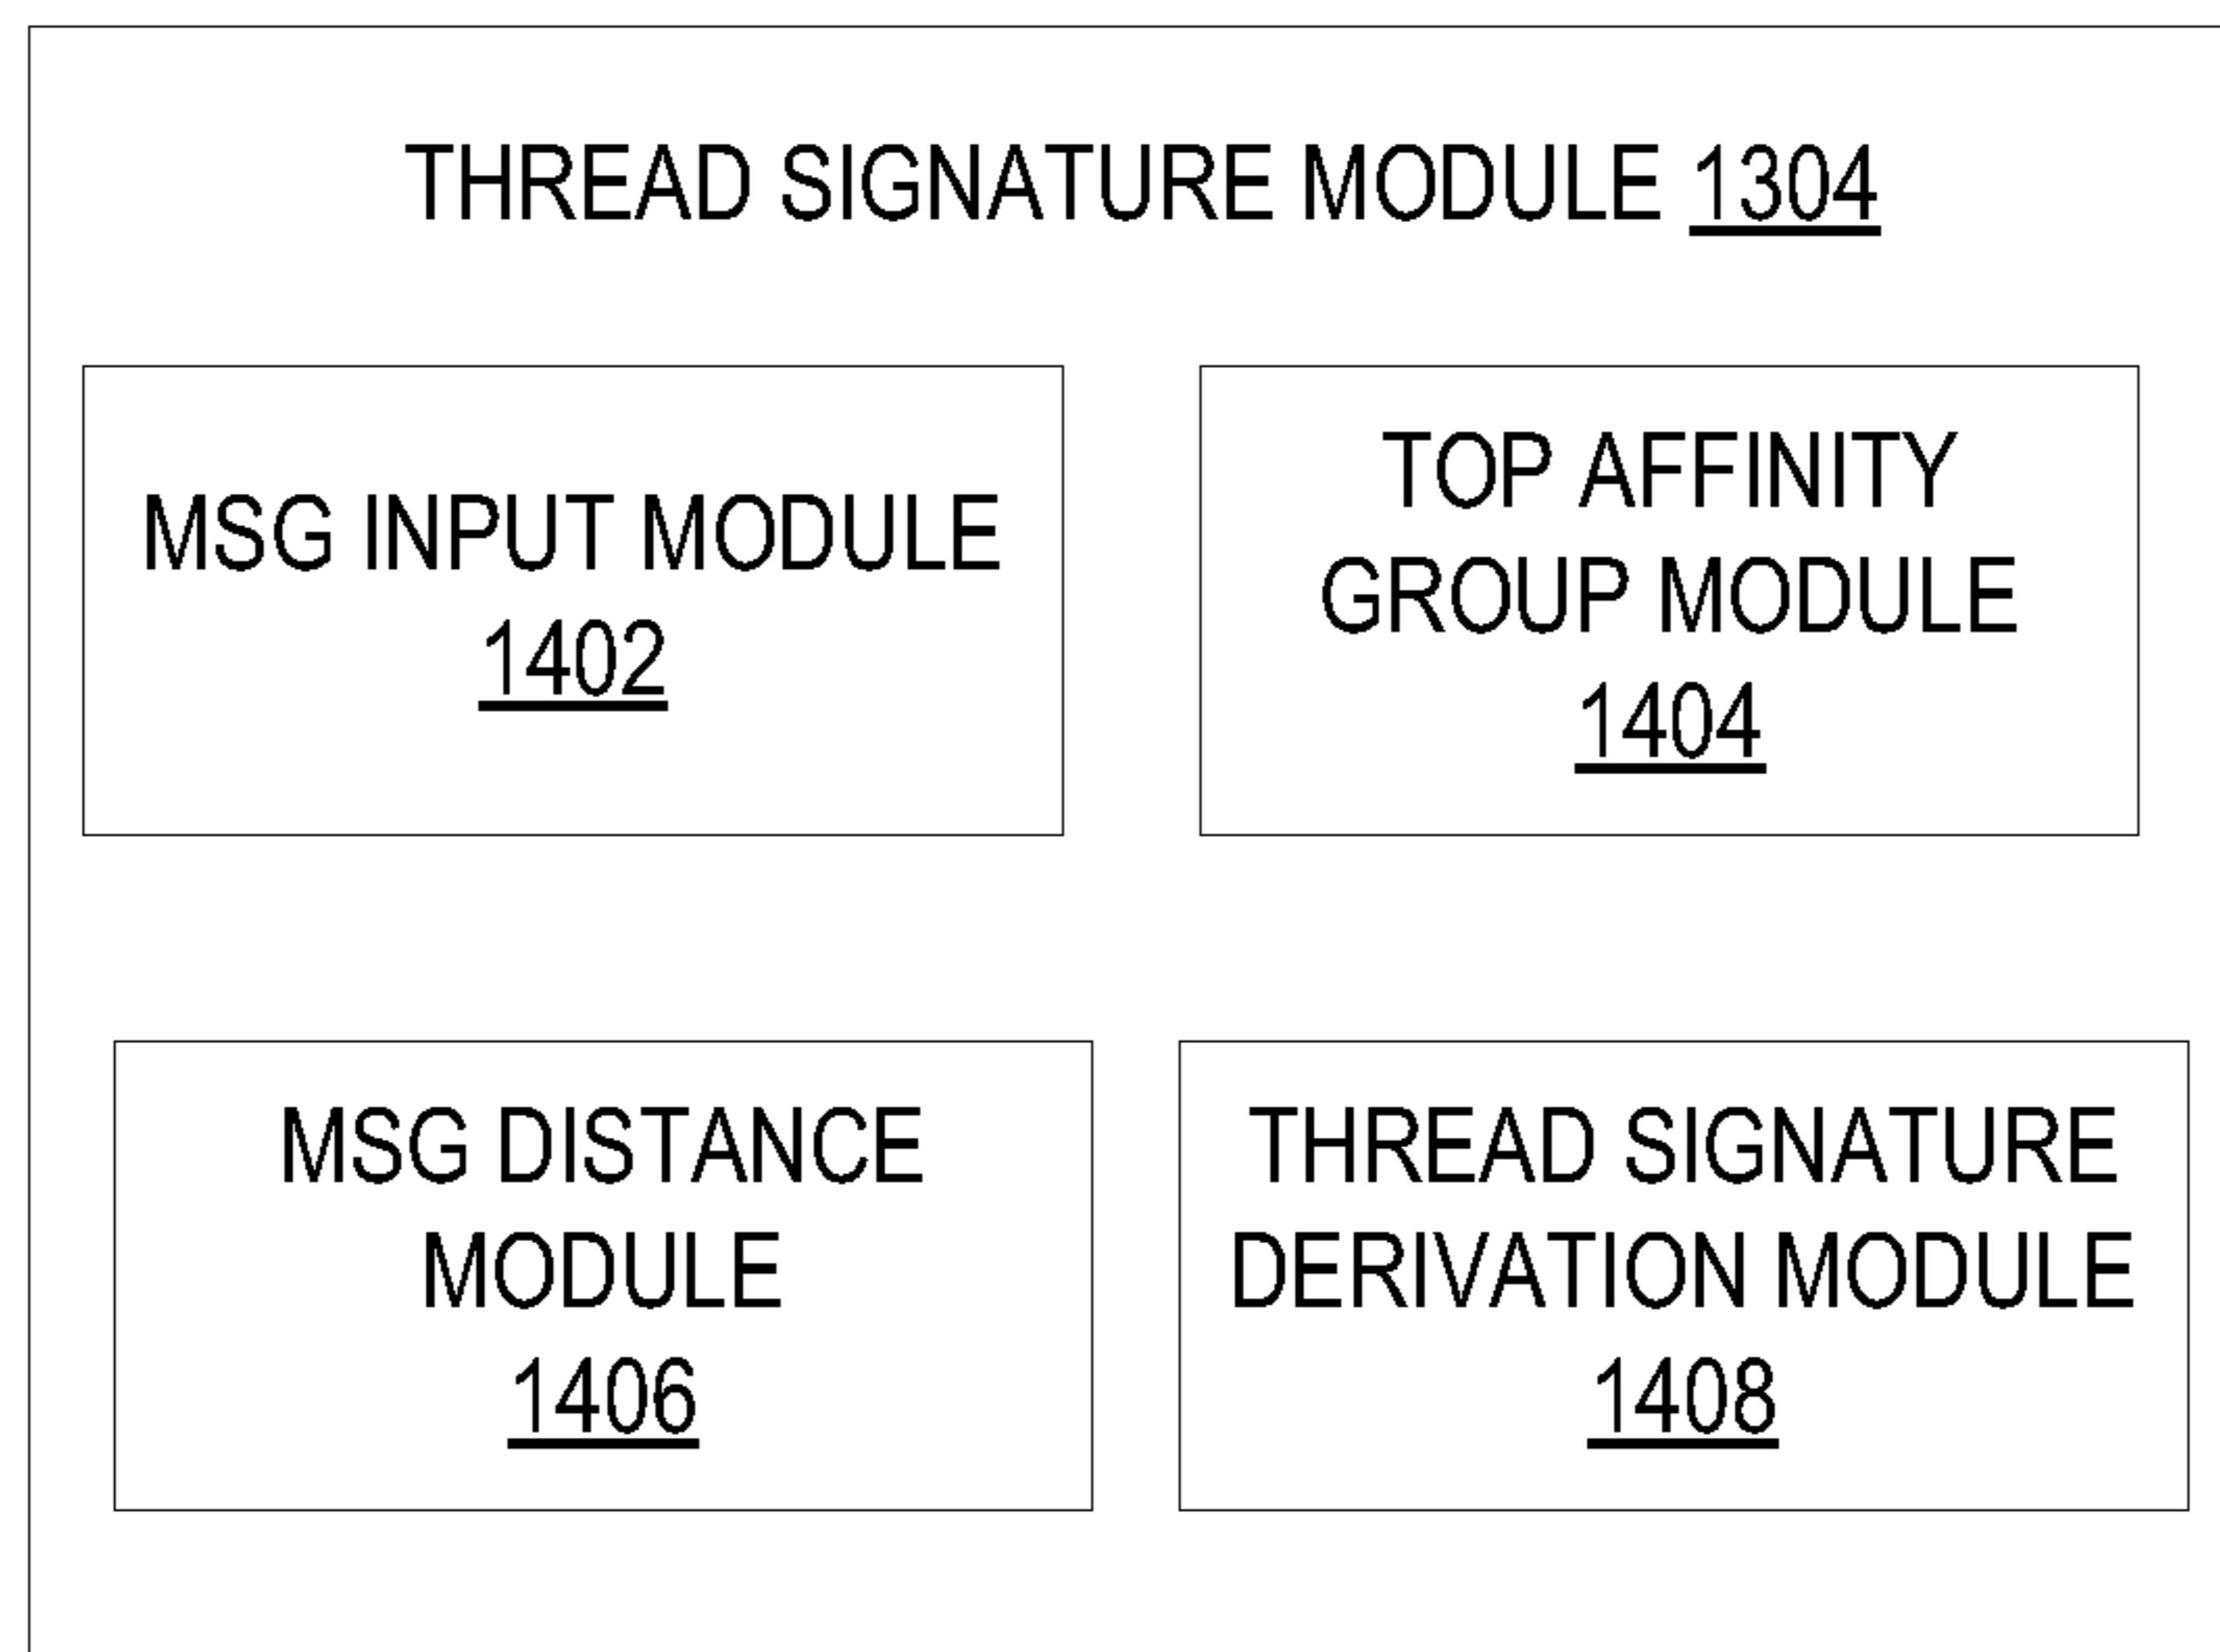 THREAD SIGNATURE MODULE 1304
MSG INPUT MODULE
1402
TOP AFFINITY
GROUP MODULE
1404
MSG DISTANCE
MODULE
1406
THREAD SIGNATURE
DERIVATION MODULE
1408